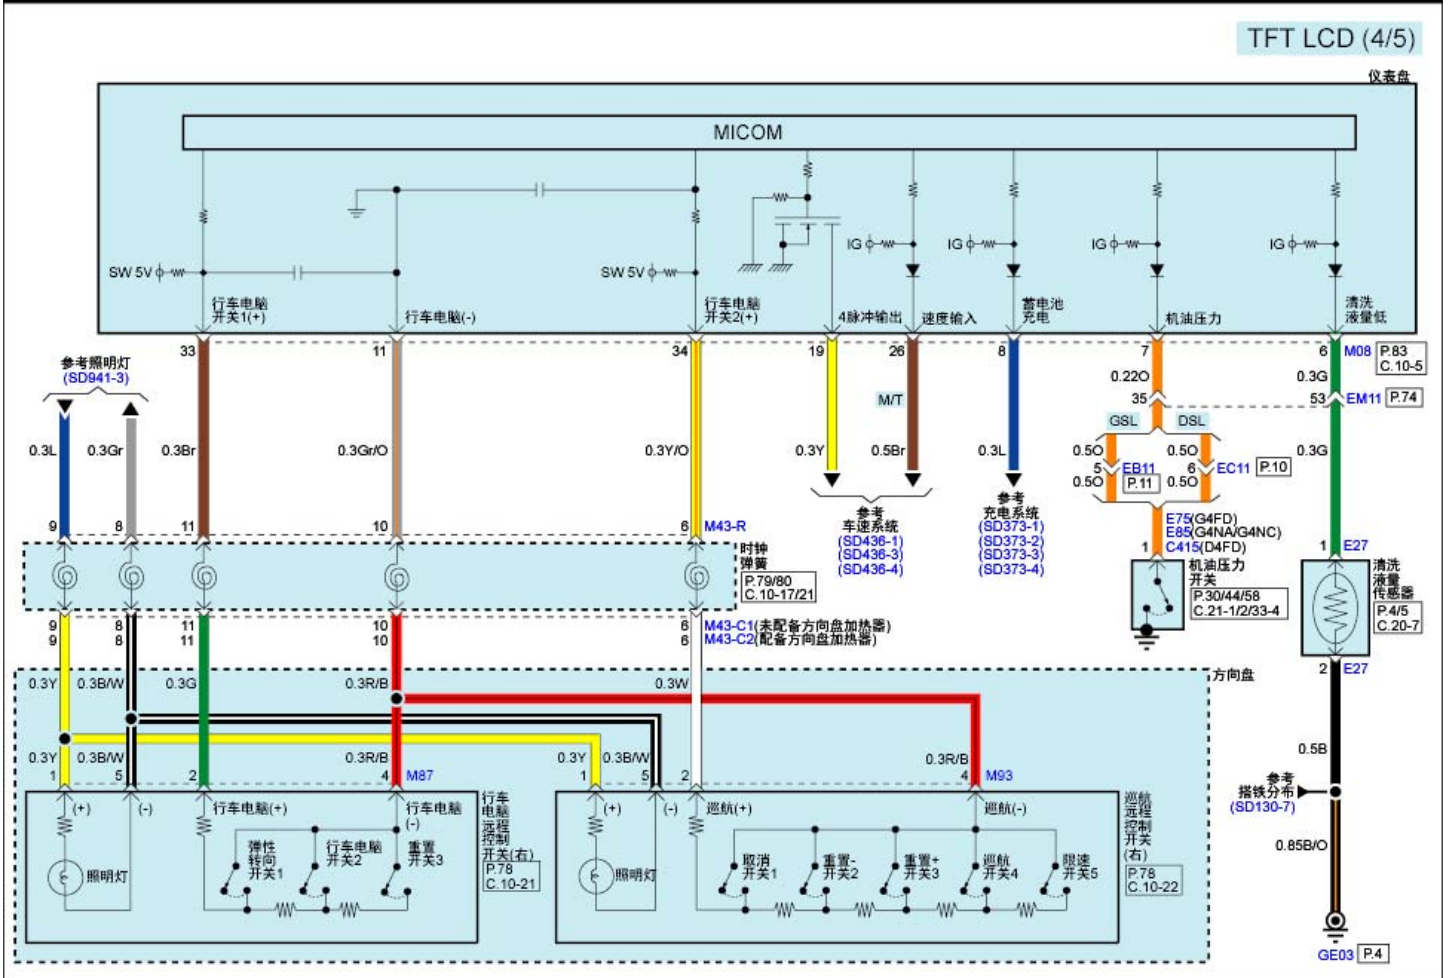 TFT LCD (4/5)
仪表盘
MICOM
IG
IG
IG
IG
SW 5V
SW 5V
行车电脑
开关1(+)
行车电脑(-)
行车电脑
开关2(+)
4脉冲输出
速度输入
蓄电池
充电
机油压力
清洗
液量低
33
11
34
19
26
8
7
6
M08
P.83
C.10-5
参考照明灯
(SD941-3)
0.22O
0.3G
35
53
EM11
P.74
M/T
GSL
DSL
0.3L
0.3Gr
0.3Br
0.3Gr/O
0.3Y/O
0.3Y
0.5Br
0.3L
0.5O
0.5O
0.3G
5
EB11
6
EC11
P.10
0.5O
P.11
0.5O
参考
车速系统
(SD436-1)
(SD436-3)
(SD436-4)
参考
充电系统
(SD373-1)
(SD373-2)
(SD373-3)
(SD373-4)
9
8
11
10
6
M43-R
E75(G4FD)
E85(G4NA/G4NC)
1
C415(D4FD)
1
E27
时钟
弹簧
P.79/80
C.10-17/21
机油压力
开关
P.30/44/58
C.21-1/2/33-4
清洗
液量
传感器
P.4/5
C.20-7
9
8
11
10
6
M43-C1(未配备方向盘加热器)
9
8
11
10
6
M43-C2(配备方向盘加热器)
2
E27
方向盘
0.3Y
0.3B/W
0.3G
0.3R/B
0.3W
0.3Y
0.3B/W
0.3R/B
0.3Y
0.3B/W
0.3R/B
0.5B
1
5
2
4
M87
1
5
2
4
M93
参考
搭铁分布
(SD130-7)
(+)
(-)
行车电脑(+)
行车电脑
(-)
行车
电脑
远程
控制
开关(右)
P.78
C.10-21
弹性
转向
开关1
行车电脑
开关2
重置
开关3
照明灯
(+)
(-)
巡航(+)
巡航(-)
巡航
远程
控制
开关
(右)
P.78
C.10-22
取消
开关1
重置-
开关2
重置+
开关3
巡航
开关4
限速
开关5
照明灯
0.85B/O
GE03
P.4